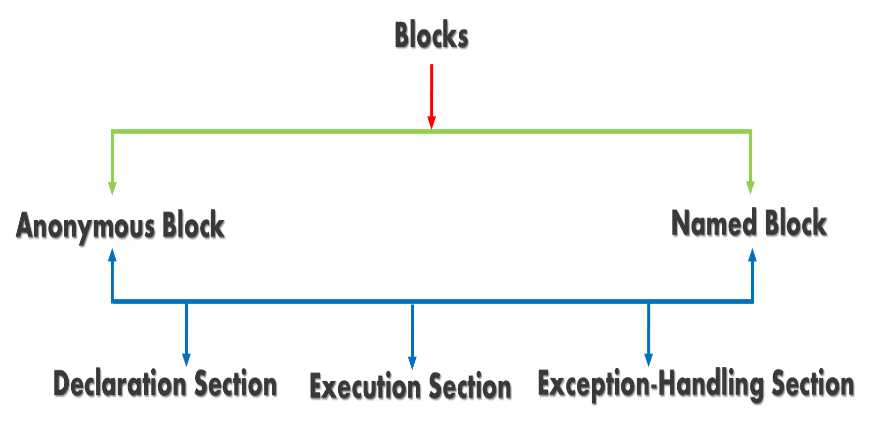 Blocks
Anonymous Block
Named Block
Declaration Section
Execution Section
Exception-Handling Section